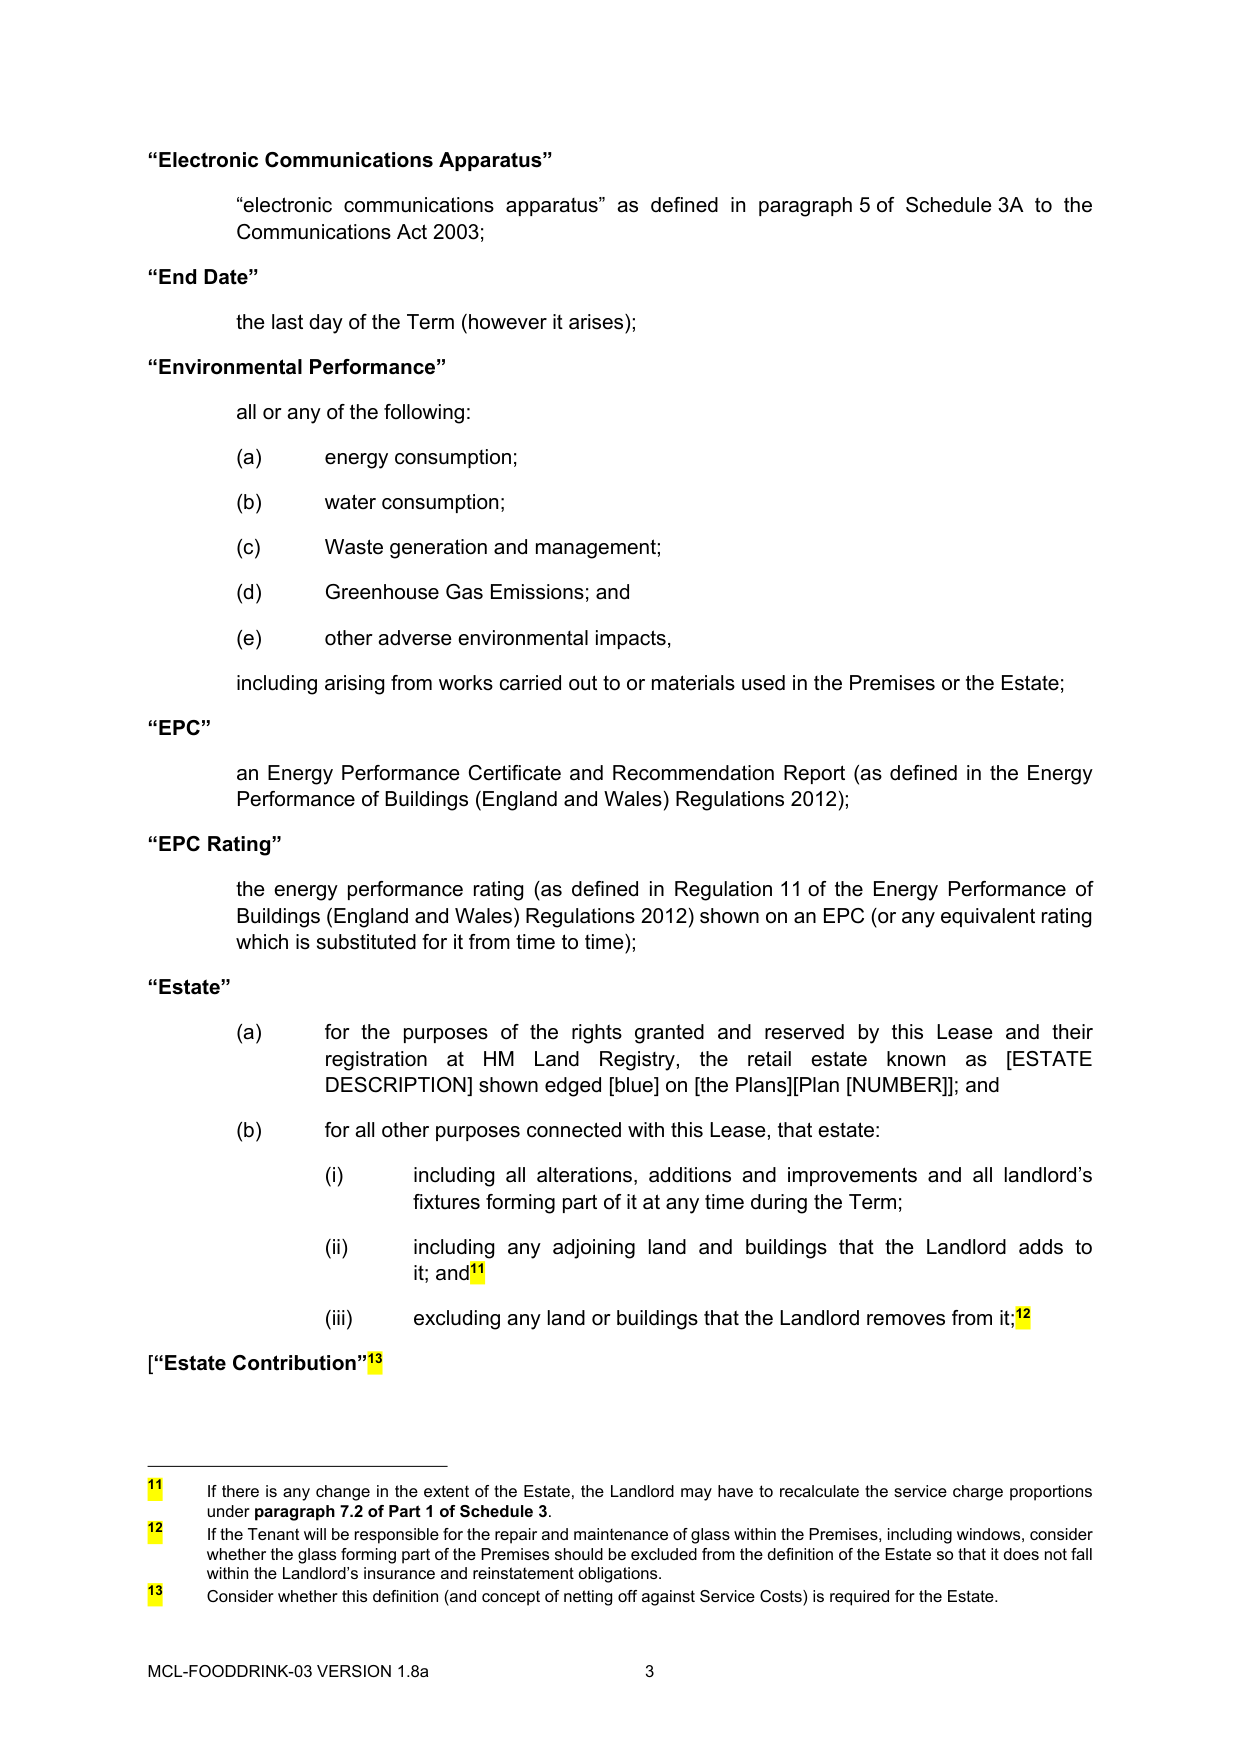 “Electronic Communications Apparatus”
“electronic communications apparatus” as defined in paragraph 5 of Schedule 3A to the
Communications Act 2003;
“End Date”
the last day of the Term (however it arises);
“Environmental Performance”
all or any of the following:
(a) energy consumption;
(b) water consumption;
(c) Waste generation and management;
(d) Greenhouse Gas Emissions; and
(e) other adverse environmental impacts,
including arising from works carried out to or materials used in the Premises or the Estate;
“EPC”
an Energy Performance Certificate and Recommendation Report (as defined in the Energy
Performance of Buildings (England and Wales) Regulations 2012);
“EPC Rating”
the energy performance rating (as defined in Regulation 11 of the Energy Performance of
Buildings (England and Wales) Regulations 2012) shown on an EPC (or any equivalent rating
which is substituted for it from time to time);
“Estate”
(a) for the purposes of the rights granted and reserved by this Lease and their
registration at HM Land Registry, the retail estate known as [ESTATE
DESCRIPTION] shown edged [blue] on [the Plans][Plan [NUMBER]]; and
(b) for all other purposes connected with this Lease, that estate:
(i) including all alterations, additions and improvements and all landlord’s
fixtures forming part of it at any time during the Term;
(ii) including any adjoining land and buildings that the Landlord adds to
it; and11
(iii) excluding any land or buildings that the Landlord removes from it;12
[“Estate Contribution”13
11 If there is any change in the extent of the Estate, the Landlord may have to recalculate the service charge proportions
under paragraph 7.2 of Part 1 of Schedule 3.
12 If the Tenant will be responsible for the repair and maintenance of glass within the Premises, including windows, consider
whether the glass forming part of the Premises should be excluded from the definition of the Estate so that it does not fall
within the Landlord’s insurance and reinstatement obligations.
13 Consider whether this definition (and concept of netting off against Service Costs) is required for the Estate.
MCL-FOODDRINK-03 VERSION 1.8a 3